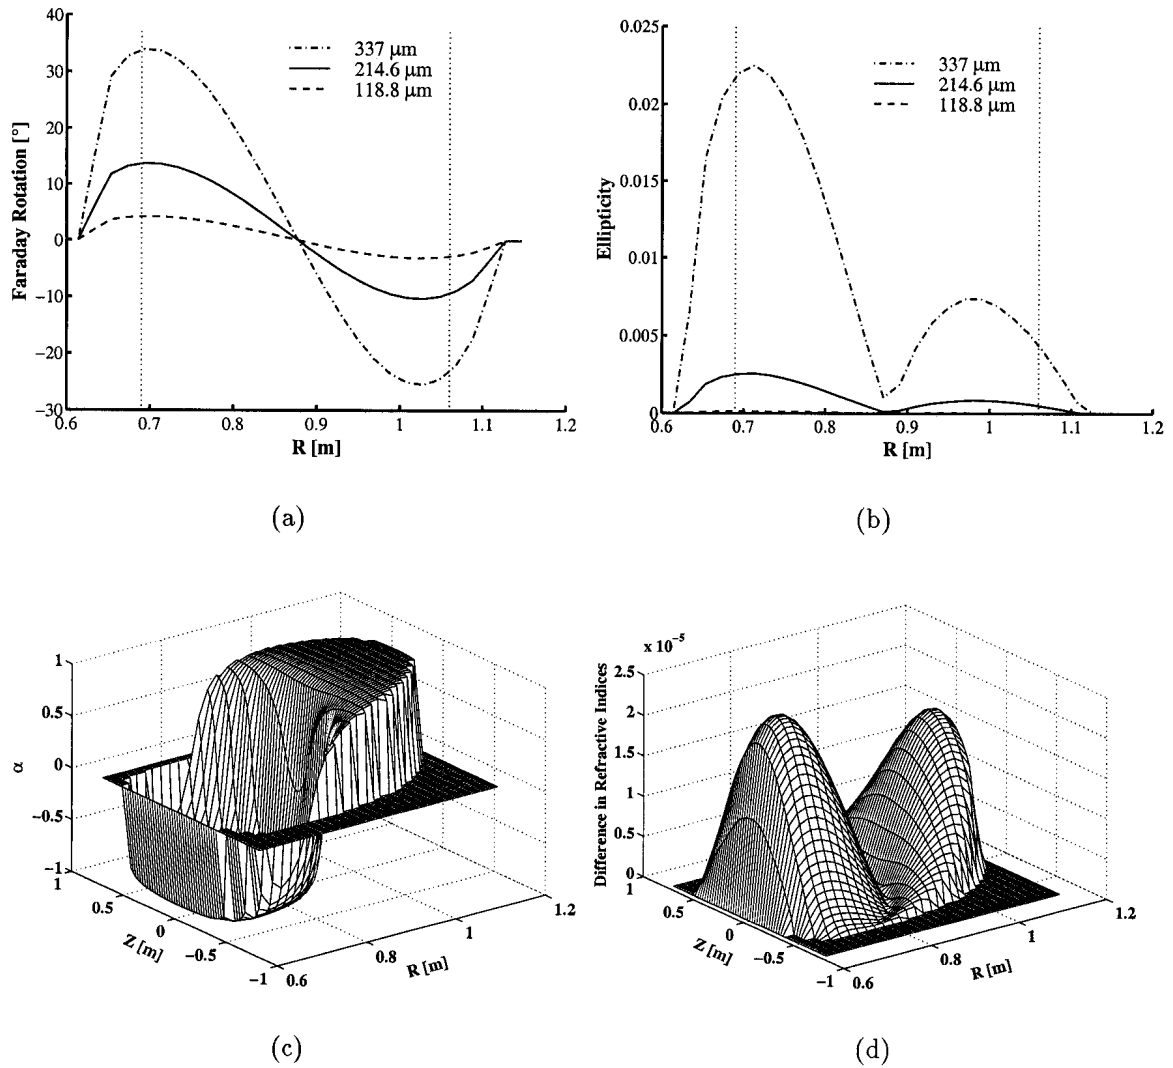 40
30
20
10
0
−10
−20
−30
0.6 0.7 0.8 0.9 1 1.1 1.2
R [m]
Faraday Rotation [°]
337 μm
214.6 μm
118.8 μm
(a)
0.025
0.02
0.015
0.01
0.005
0
0.6 0.7 0.8 0.9 1 1.1 1.2
R [m]
Ellipticity
337 μm
214.6 μm
118.8 μm
(b)
1
0.5
0
−0.5
−1
α
1
0.5
0
−0.5
−1
Z [m]
0.6
0.8
1
1.2
R [m]
(c)
x 10⁻⁵
2.5
2
1.5
1
0.5
0
Difference in Refractive Indices
1
0.5
0
−0.5
−1
Z [m]
0.6
0.8
1
1.2
R [m]
(d)